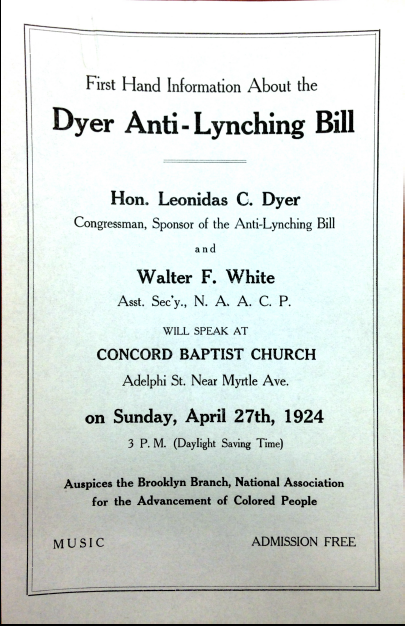 First Hand Information About the
Dyer Anti-Lynching Bill
Hon. Leonidas C. Dyer
Congressman, Sponsor of the Anti-Lynching Bill
and
Walter F. White
Asst. Sec'y., N. A. A. C. P.
WILL SPEAK AT
CONCORD BAPTIST CHURCH
Adelphi St. Near Myrtle Ave.
on Sunday, April 27th, 1924
3 P. M. (Daylight Saving Time)
Auspices the Brooklyn Branch, National Association
for the Advancement of Colored People
MUSIC ADMISSION FREE